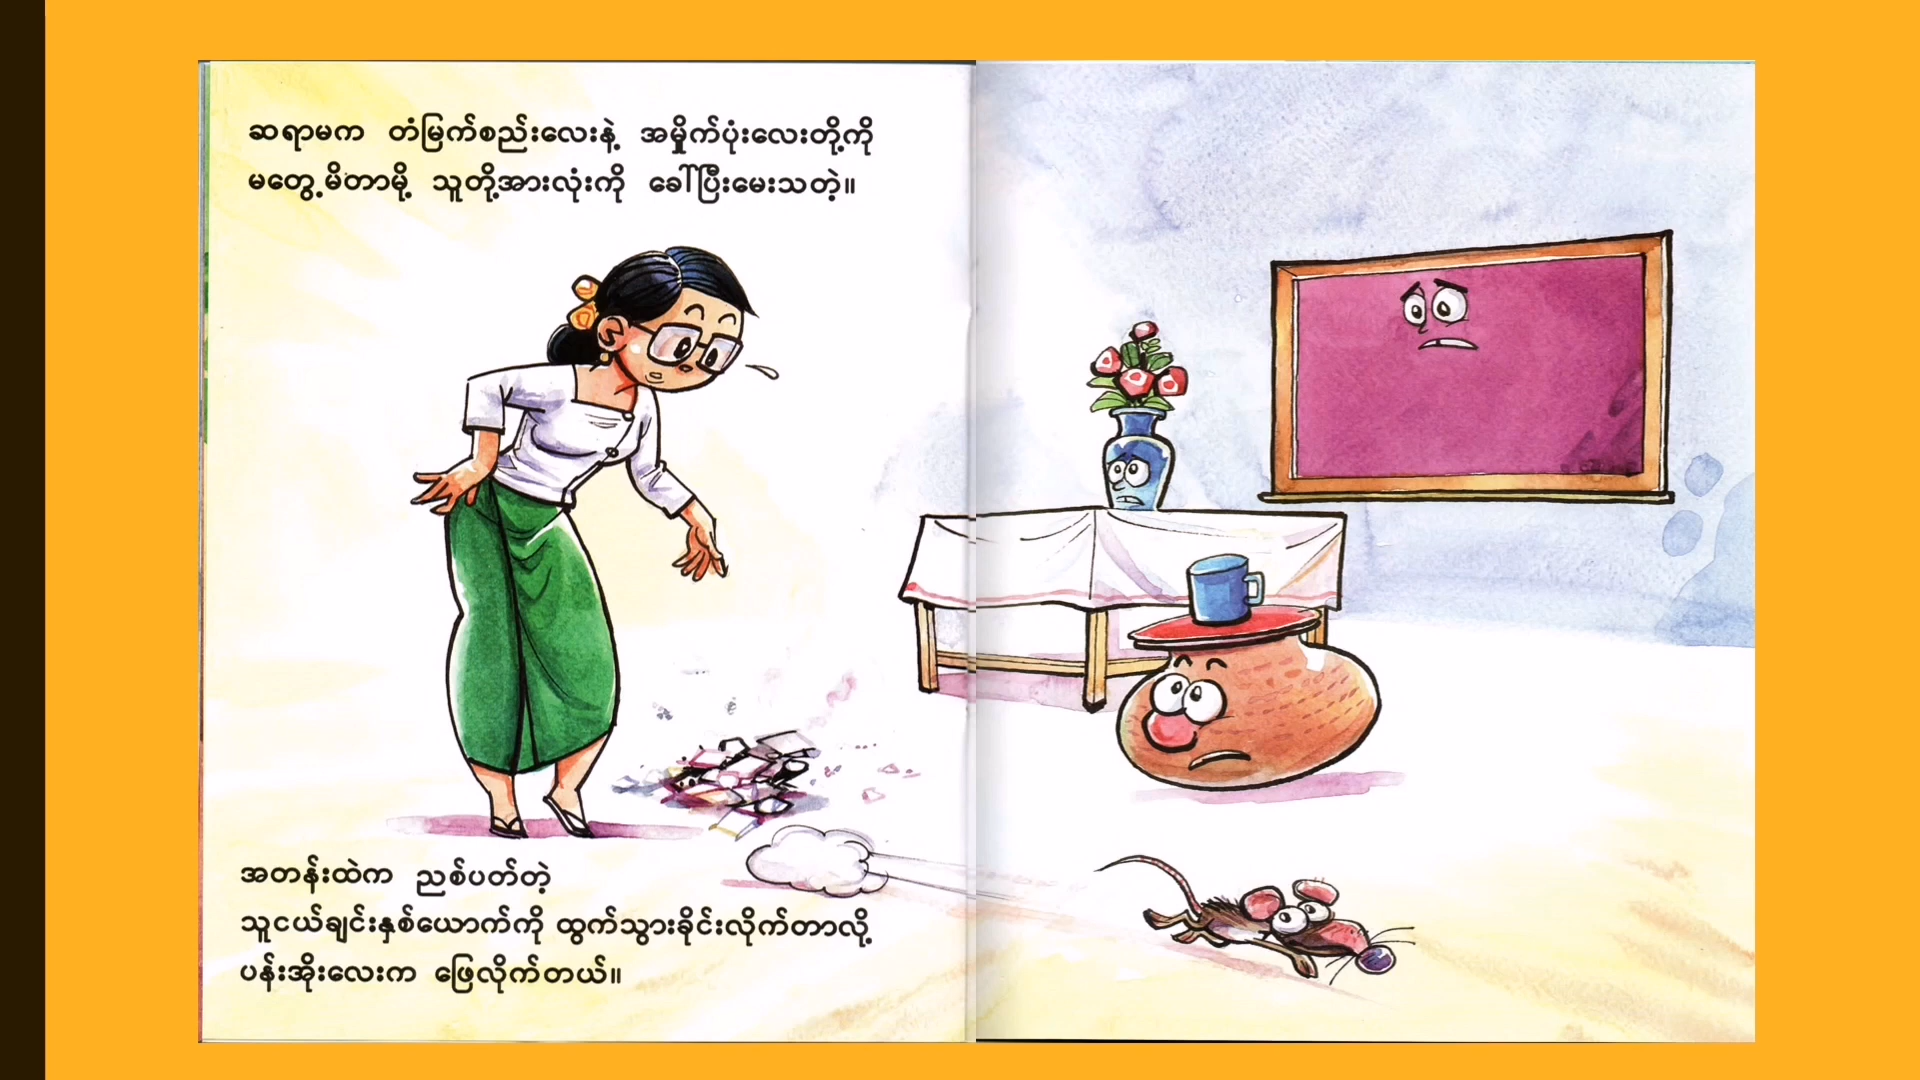 ဆရာမက တံမြက်စည်းလေးနဲ့ အမှိုက်ပုံးလေးတို့ကို
မတွေ့မိတာမို့ သူတို့အားလုံးကို ခေါ်ပြီးမေးသတဲ့။
အတန်းထဲက ညစ်ပတ်တဲ့
သူငယ်ချင်းနှစ်ယောက်ကို ထွက်သွားခိုင်းလိုက်တာလို့
ပန်းအိုးလေးက ဖြေလိုက်တယ်။